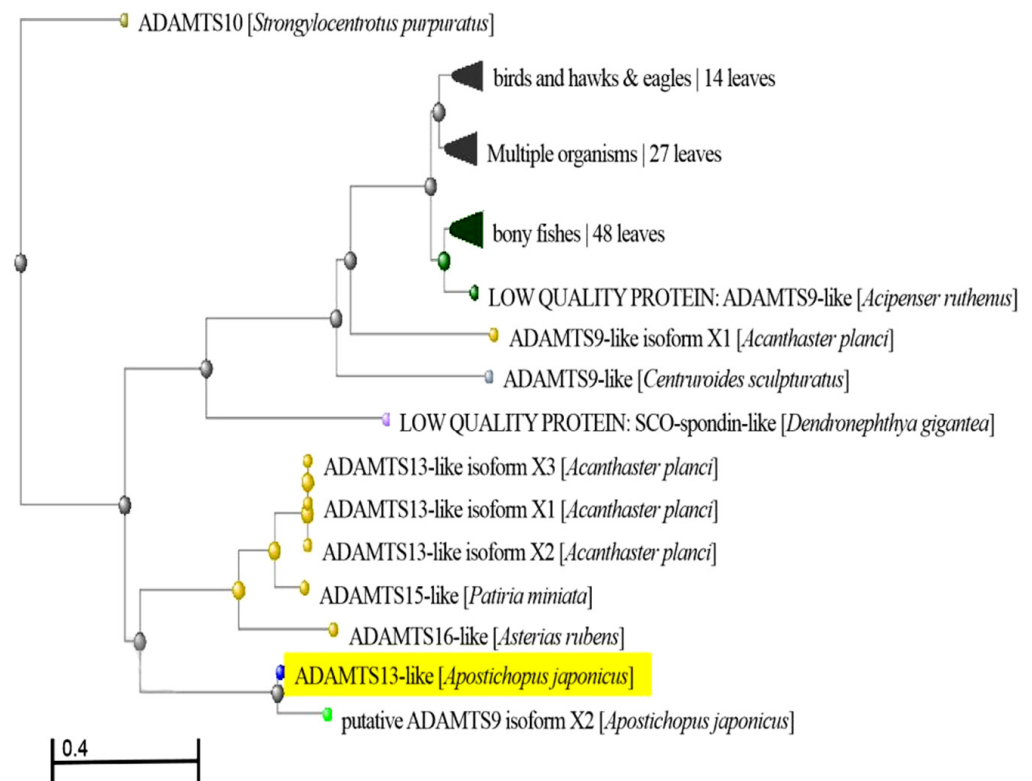 ADAMTS10 [Strongylocentrotus purpuratus]
birds and hawks & eagles | 14 leaves
Multiple organisms | 27 leaves
bony fishes | 48 leaves
LOW QUALITY PROTEIN: ADAMTS9-like [Acipenser ruthenus]
ADAMTS9-like isoform X1 [Acanthaster planci]
ADAMTS9-like [Centruroides sculpturatus]
LOW QUALITY PROTEIN: SCO-spondin-like [Dendronephthya gigantea]
ADAMTS13-like isoform X3 [Acanthaster planci]
ADAMTS13-like isoform X1 [Acanthaster planci]
ADAMTS13-like isoform X2 [Acanthaster planci]
ADAMTS15-like [Patiria miniata]
ADAMTS16-like [Asterias rubens]
ADAMTS13-like [Apostichopus japonicus]
putative ADAMTS9 isoform X2 [Apostichopus japonicus]
0.4